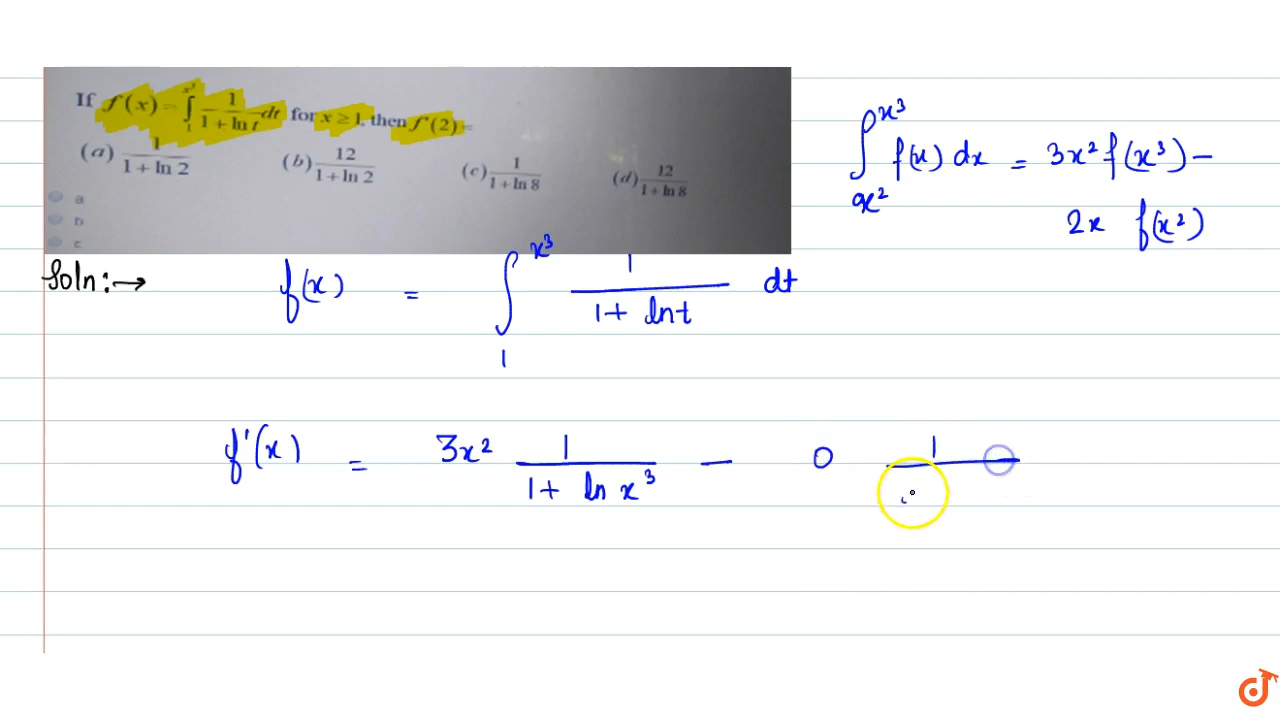 If f(x) = ∫₁^{x³} 1/(1 + ln t) dt for x ≥ 1, then f'(2) =
(a) 1/(1 + ln 2) (b) 12/(1 + ln 2) (c) 1/(1 + ln 8) (d) 12/(1 + ln 8)
a
b
c
∫_{x²}^{x³} f(x) dx = 3x² f(x³) −
2x f(x²)
Soln :→ f(x) = ∫₁^{x³} 1/(1 + ln t) dt
f'(x) = 3x² 1/(1 + ln x³) − 0 1